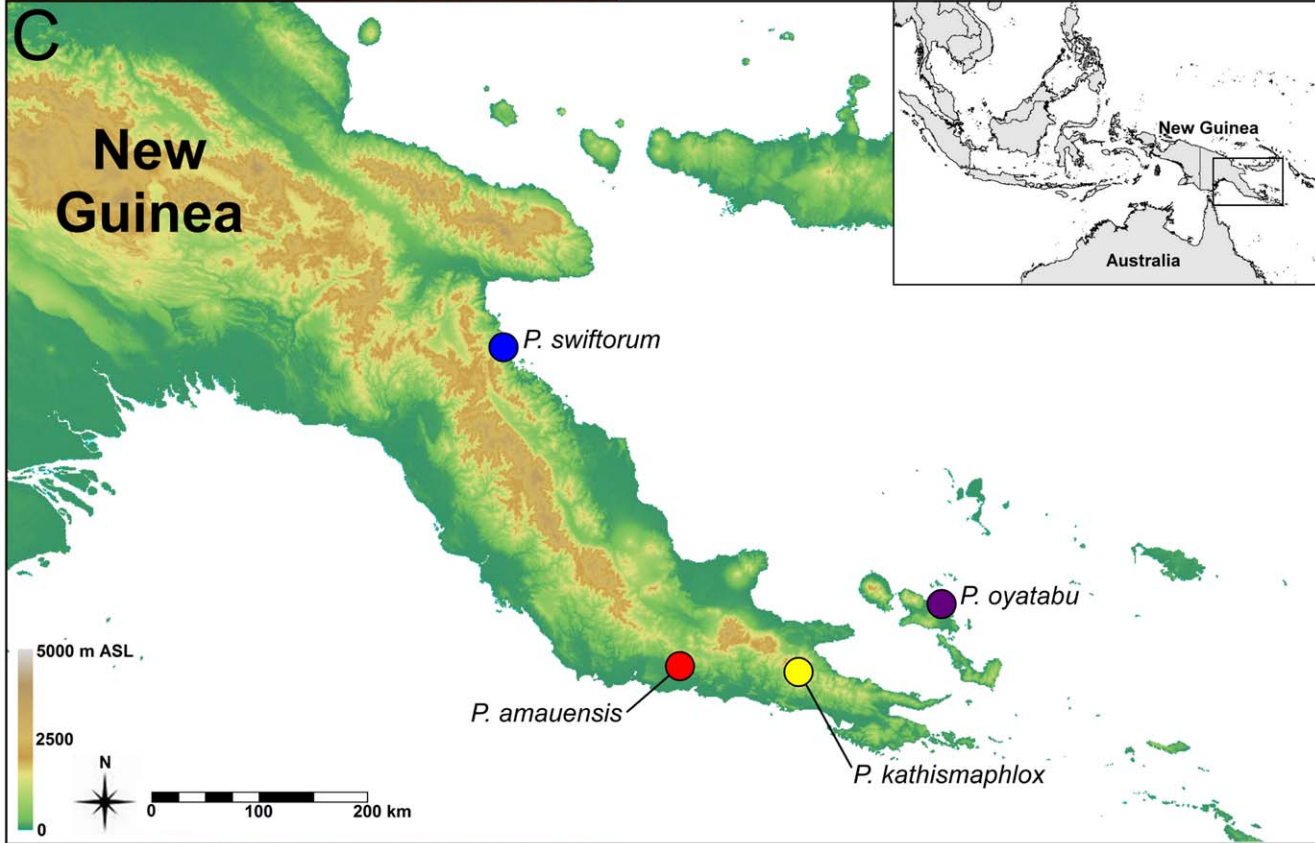 C
New
Guinea
New Guinea
Australia
P. swiftorum
P. oyatabu
P. amauensis
P. kathismaphlox
5000 m ASL
2500
0
N
0 100 200 km